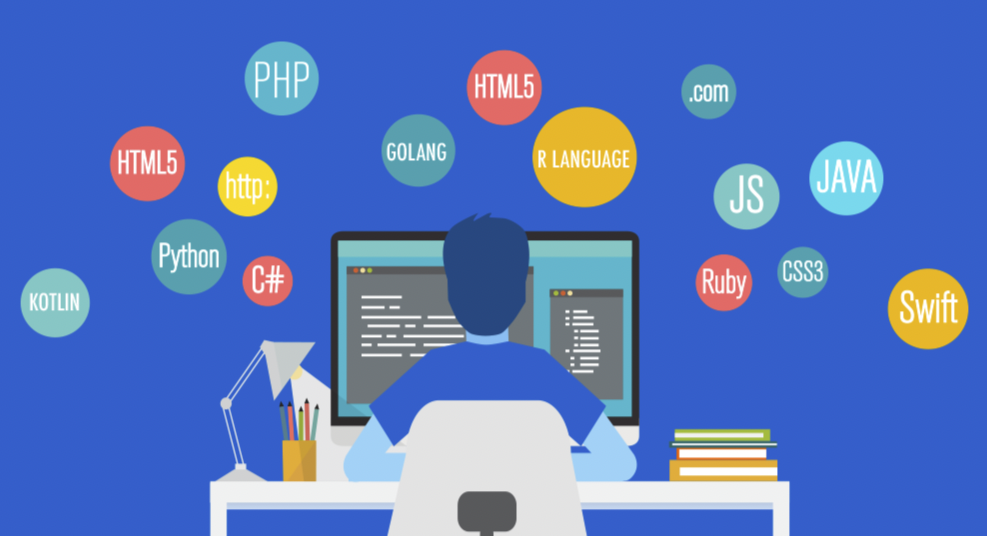 PHP
HTML5
.com
GOLANG
R LANGUAGE
HTML5
http:
JS
JAVA
Python
C#
Ruby
CSS3
KOTLIN
Swift